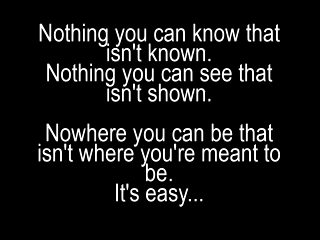 Nothing you can know that
isn't known.
Nothing you can see that
isn't shown.
Nowhere you can be that
isn't where you're meant to
be.
It's easy...